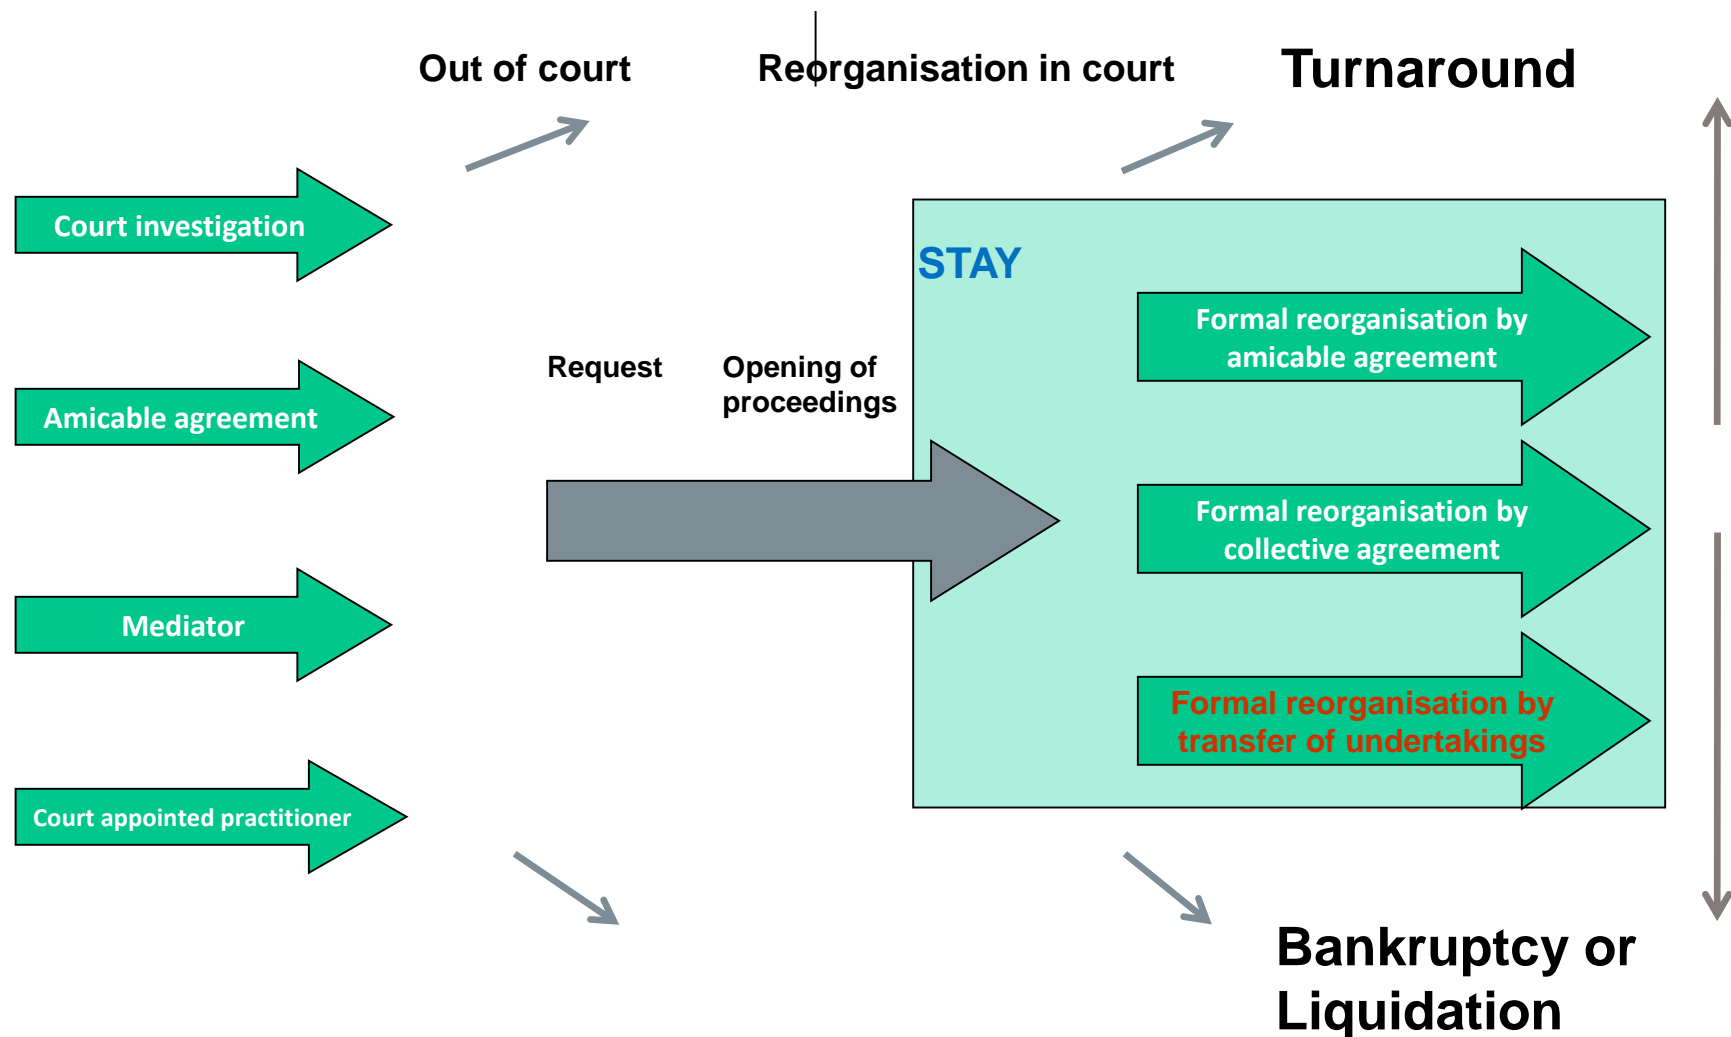 Out of court
Reorganisation in court
Turnaround
Court investigation
Amicable agreement
Mediator
Court appointed practitioner
Request
Opening of
proceedings
STAY
Formal reorganisation by
amicable agreement
Formal reorganisation by
collective agreement
Formal reorganisation by
transfer of undertakings
Bankruptcy or
Liquidation